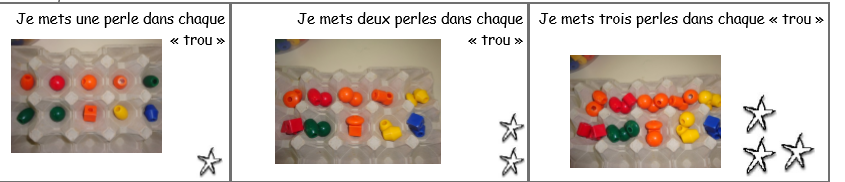 Je mets une perle dans chaque
« trou »
Je mets deux perles dans chaque
« trou »
Je mets trois perles dans chaque « trou »